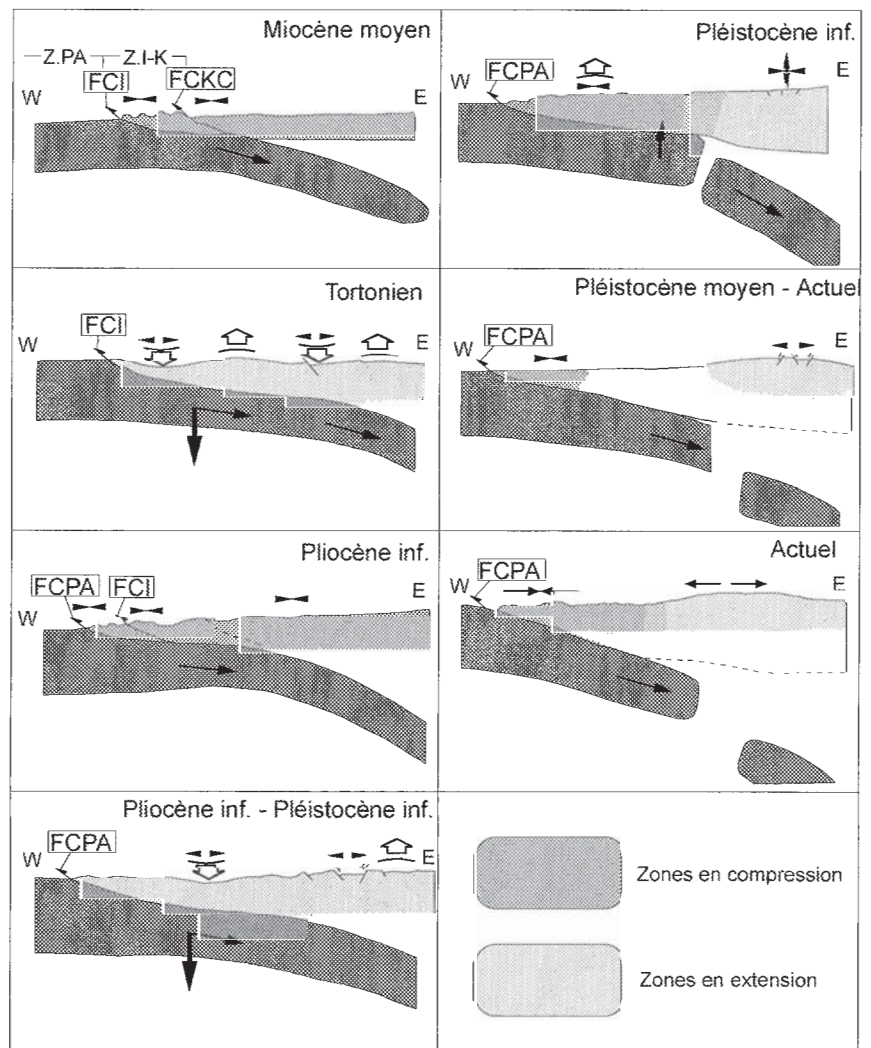 Miocène moyen
Z.PA Z.I-K
FCI FCKC
W E
Pléistocène inf.
W FCPA E
Tortonien
FCI
W E
Pléistocène moyen - Actuel
W FCPA E
Pliocène inf.
FCPA FCI
W E
Actuel
W FCPA E
Pliocène inf. - Pléistocène inf.
FCPA
W E
Zones en compression
Zones en extension